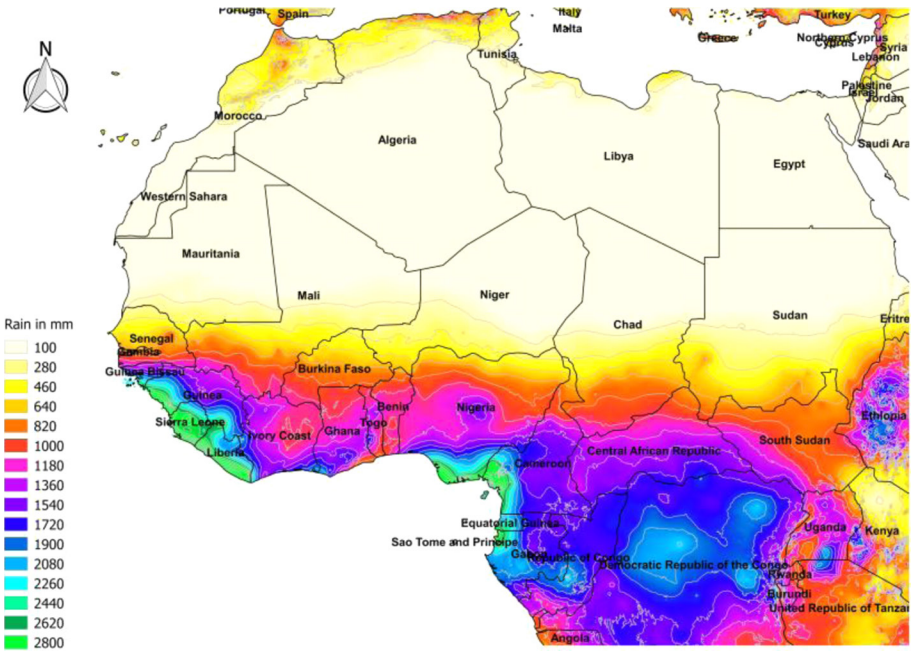 Portugal
Spain
Italy
Turkey
Malta
Greece
Northern Cyprus
Cyprus
Syria
N
Tunisia
Lebanon
Palestine
Israel
Jordan
Morocco
Algeria
Saudi Ara
Libya
Egypt
Western Sahara
Mauritania
Mali
Niger
Chad
Sudan
Eritre
Rain in mm
100
280
460
640
820
1000
1180
1360
1540
1720
1900
2080
2260
2440
2620
2800
Senegal
Gambia
Guinea Bissau
Burkina Faso
Guinea
Benin
Nigeria
Ethiopia
Sierra Leone
Togo
Ivory Coast
Ghana
South Sudan
Liberia
Central African Republic
Cameroon
Equatorial Guinea
Uganda
Kenya
Sao Tome and Principe
Gabon
Republic of Congo
Democratic Republic of the Congo
Rwanda
Burundi
United Republic of Tanzan
Angola